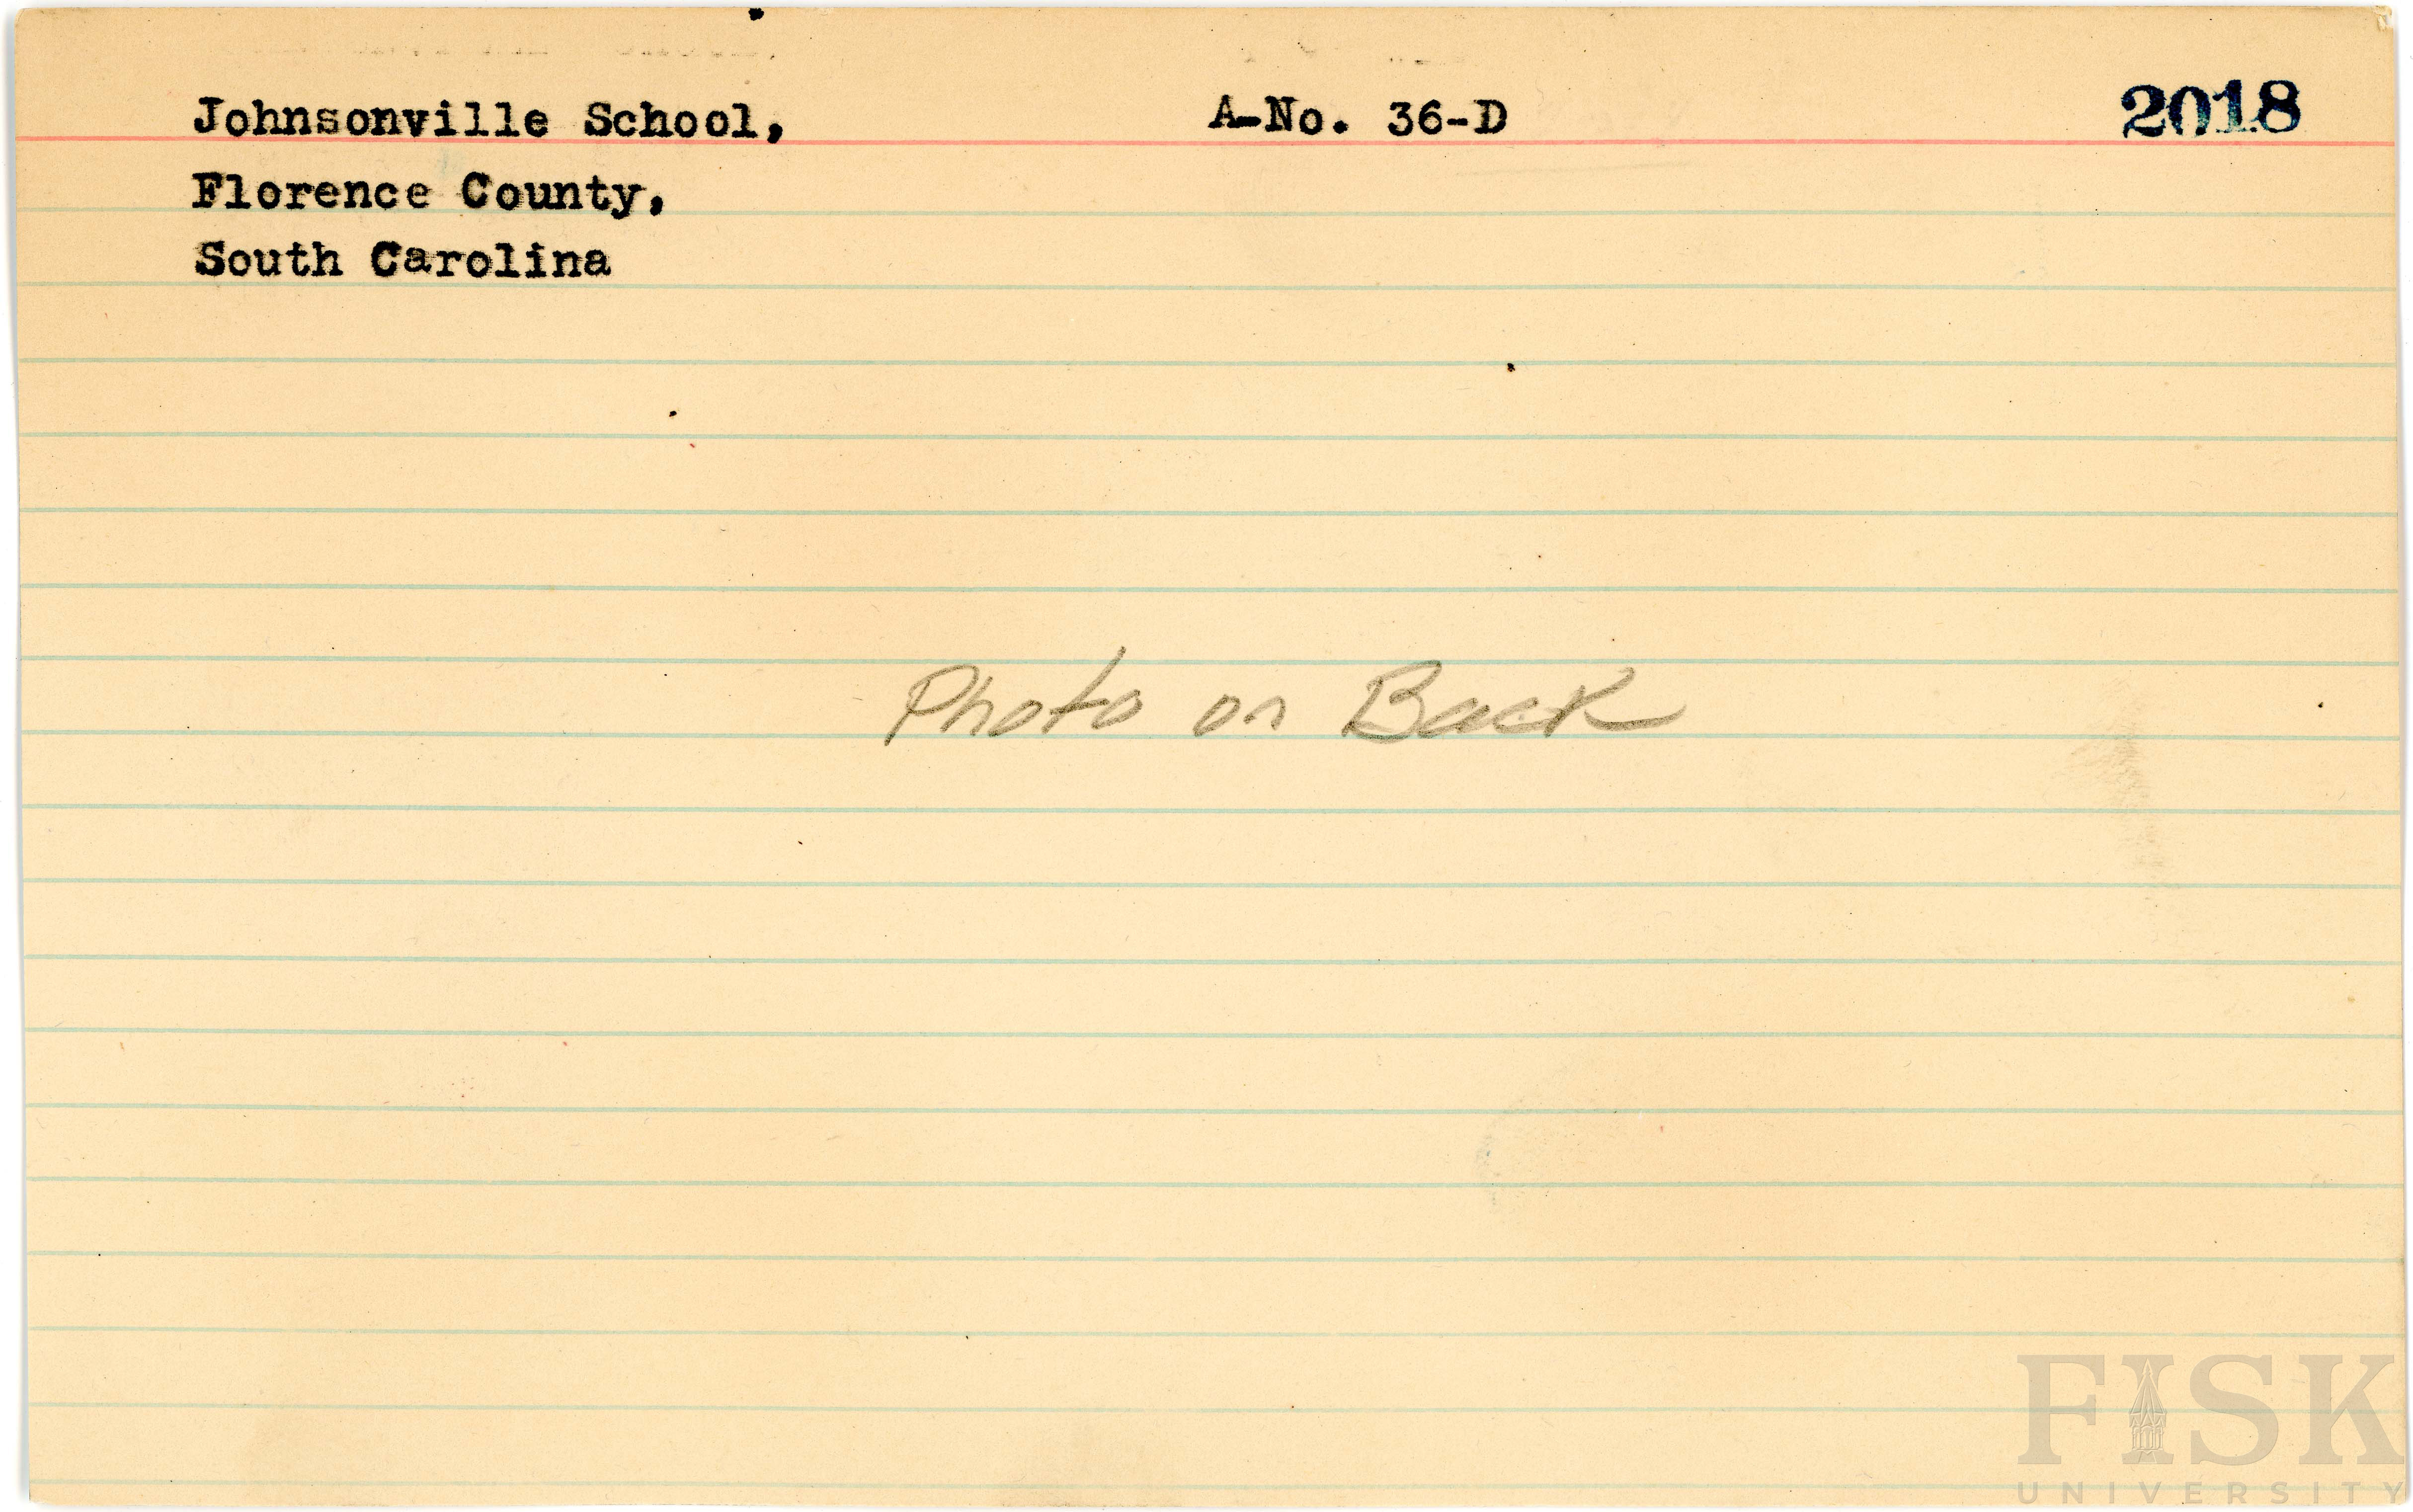 Johnsonville School, A-No. 36-D 2018
Florence County,
South Carolina
Photo on Back
FISK
UNIVERSITY